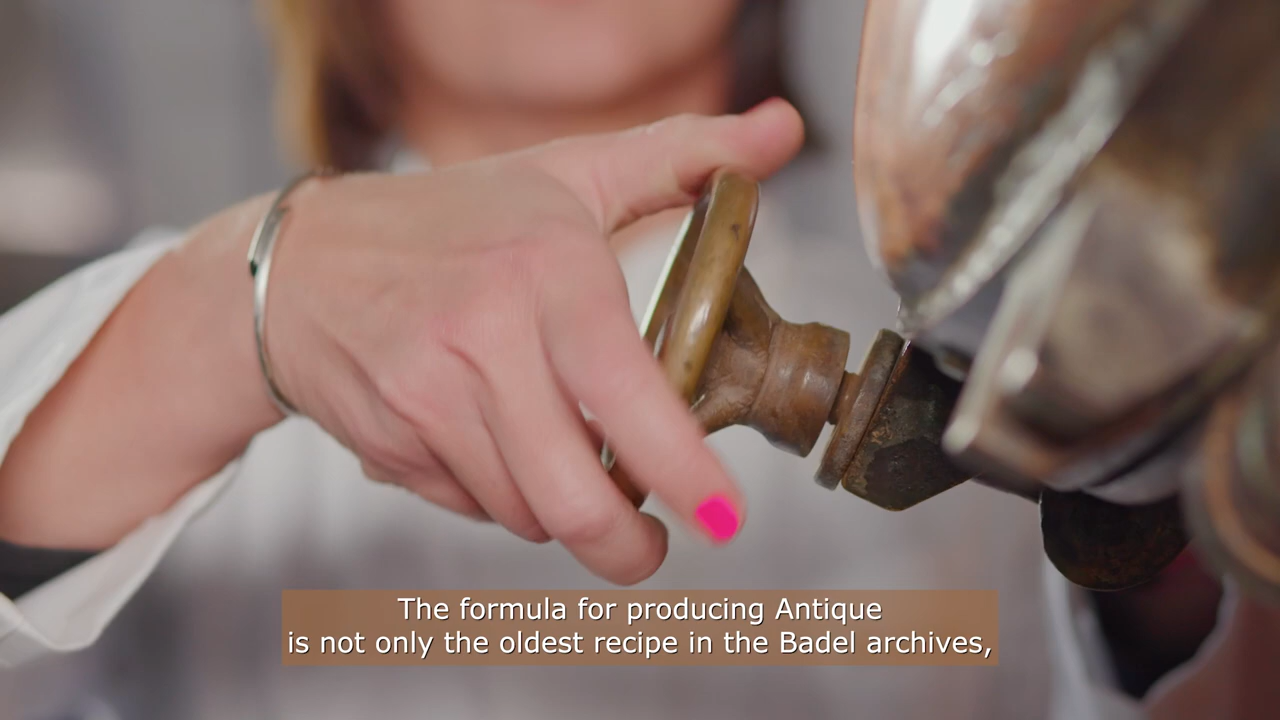 The formula for producing Antique
is not only the oldest recipe in the Badel archives,